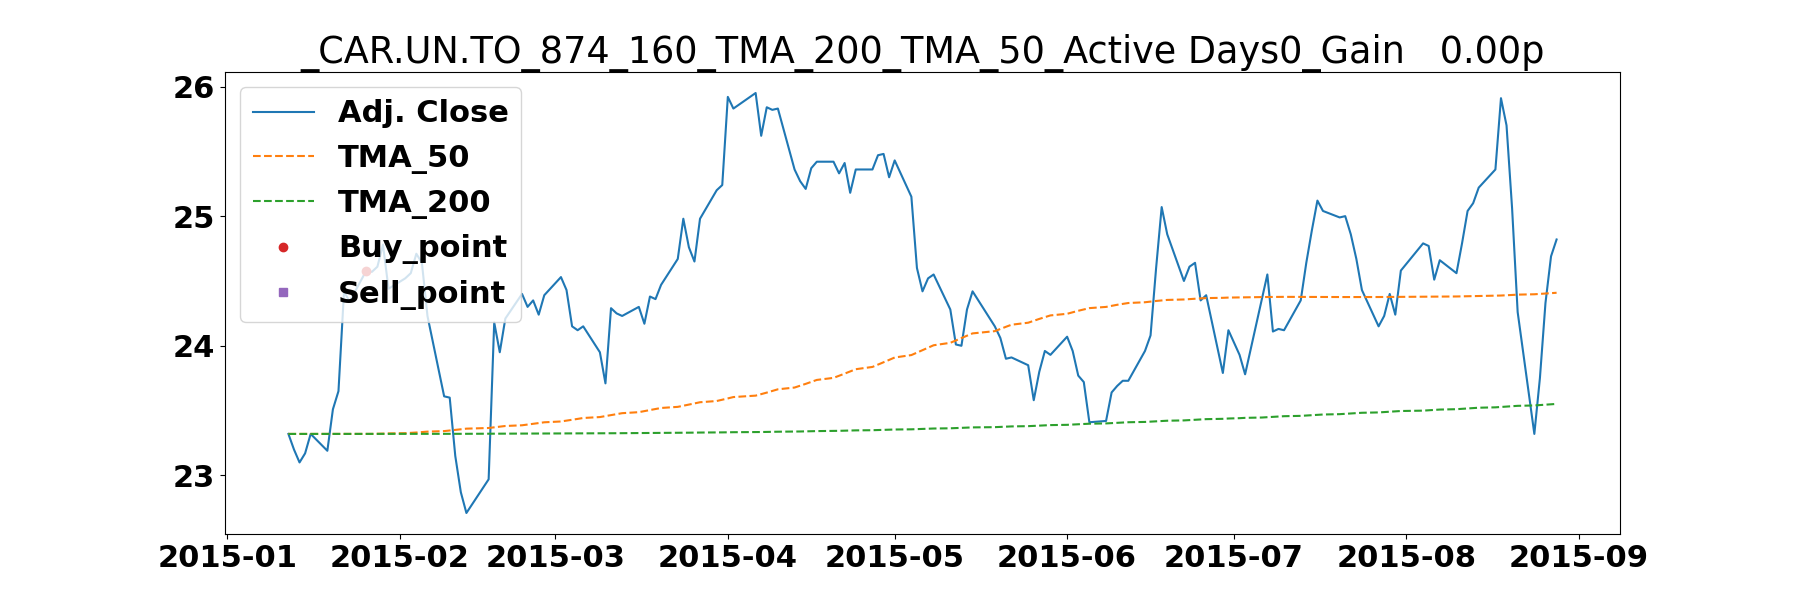 _CAR.UN.TO_874_160_TMA_200_TMA_50_Active Days0_Gain   0.00p
26
25
24
23
Adj. Close
TMA_50
TMA_200
Buy_point
Sell_point
2015-01 2015-02 2015-03 2015-04 2015-05 2015-06 2015-07 2015-08 2015-09